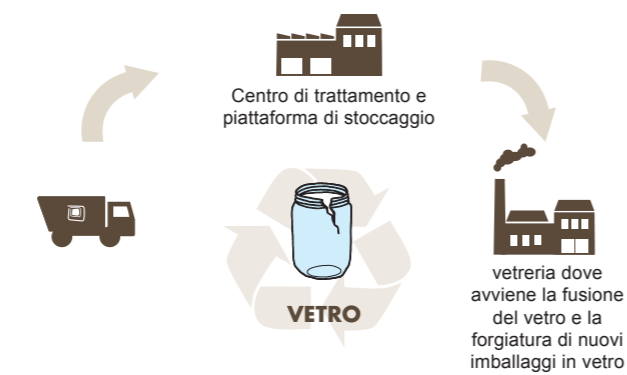 Centro di trattamento e
piattaforma di stoccaggio
VETRO
vetreria dove
avviene la fusione
del vetro e la
forgiatura di nuovi
imballaggi in vetro